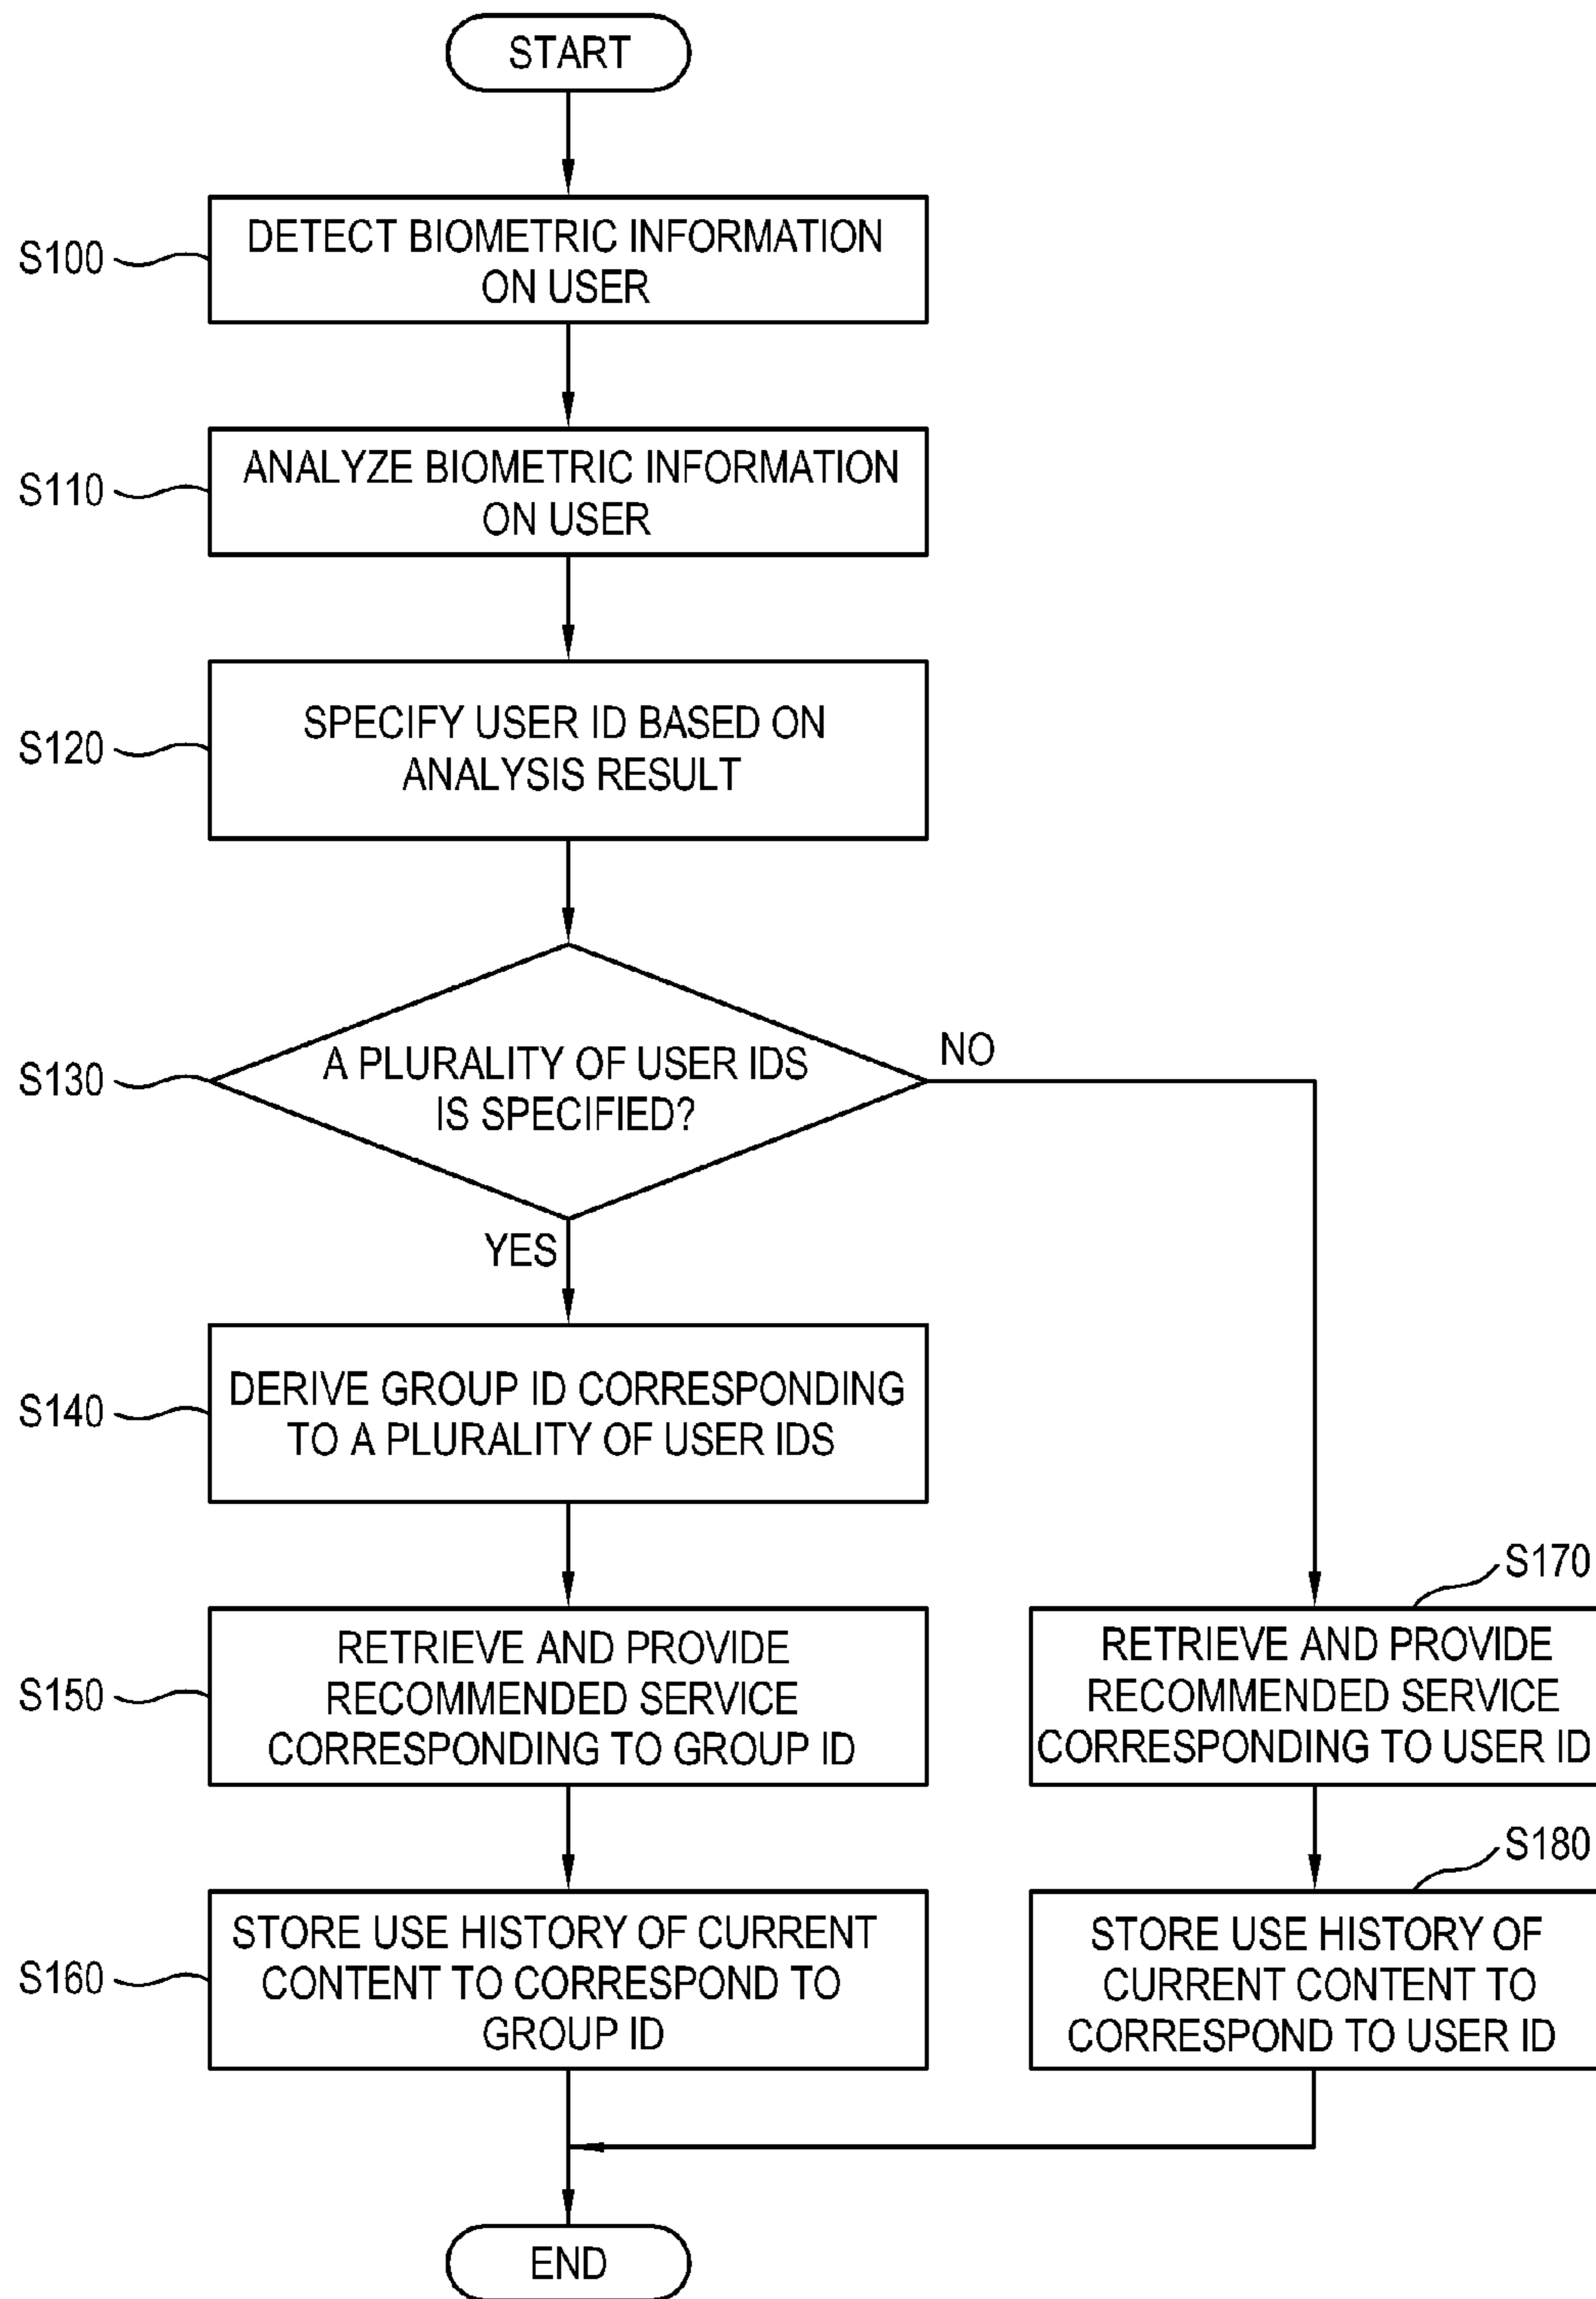 START
S100
DETECT BIOMETRIC INFORMATION
ON USER
S110
ANALYZE BIOMETRIC INFORMATION
ON USER
S120
SPECIFY USER ID BASED ON
ANALYSIS RESULT
S130
A PLURALITY OF USER IDS
IS SPECIFIED?
NO
YES
S140
DERIVE GROUP ID CORRESPONDING
TO A PLURALITY OF USER IDS
S150
RETRIEVE AND PROVIDE
RECOMMENDED SERVICE
CORRESPONDING TO GROUP ID
S170
RETRIEVE AND PROVIDE
RECOMMENDED SERVICE
CORRESPONDING TO USER ID
S160
STORE USE HISTORY OF CURRENT
CONTENT TO CORRESPOND TO
GROUP ID
S180
STORE USE HISTORY OF
CURRENT CONTENT TO
CORRESPOND TO USER ID
END